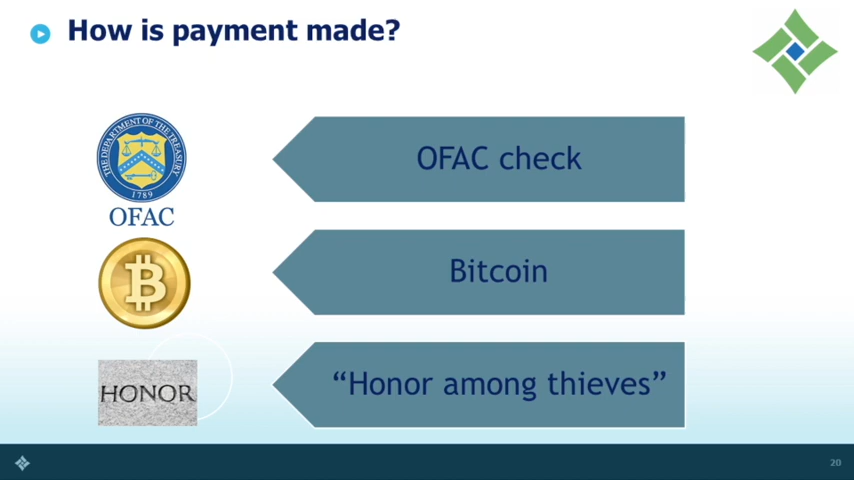 How is payment made?
THE DEPARTMENT OF THE TREASURY
1789
OFAC
OFAC check
Bitcoin
HONOR
“Honor among thieves”
20